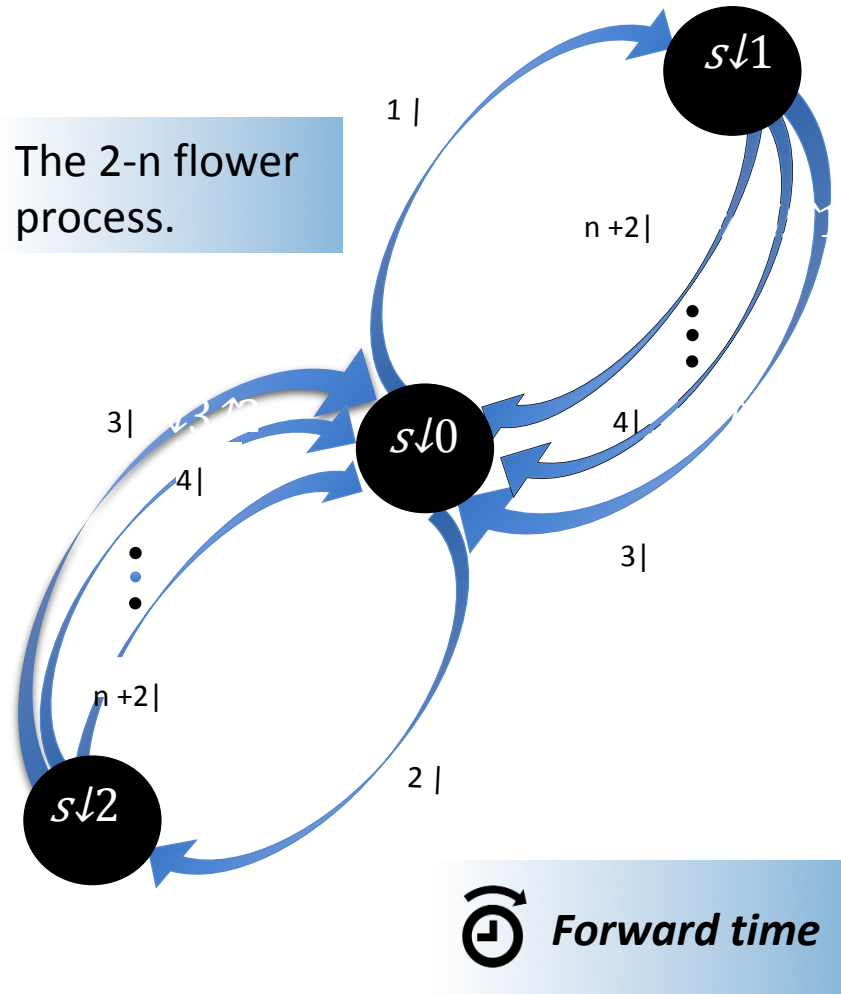 s↓1
1 |
The 2-n flower
process.
n +2|
3|
4|
s↓0
4|
3|
n +2|
2 |
s↓2
Forward time